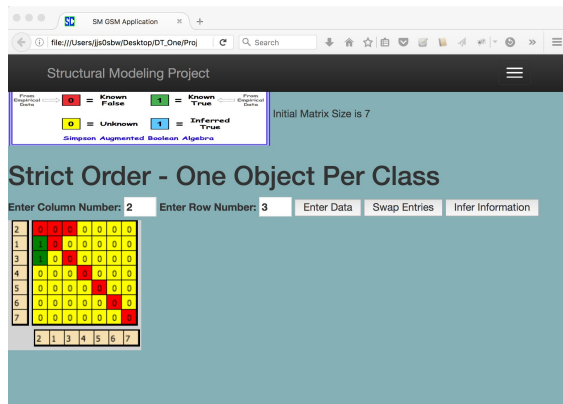 SC SM GSM Application × +
file:///Users/jjs0sbw/Desktop/DT_One/Proj C Search
Structural Modeling Project
From Empirical Data 0 = Known False 1 = Known True From Empirical Data
0 = Unknown 1 = Inferred True
Simpson Augmented Boolean Algebra
Initial Matrix Size is 7
Strict Order - One Object Per Class
Enter Column Number: 2 Enter Row Number: 3 Enter Data Swap Entries Infer Information
2 0 0 0 0 0 0 0
1 1 0 0 0 0 0 0
3 1 0 0 0 0 0 0
4 0 0 0 0 0 0 0
5 0 0 0 0 0 0 0
6 0 0 0 0 0 0 0
7 0 0 0 0 0 0 0
2 1 3 4 5 6 7